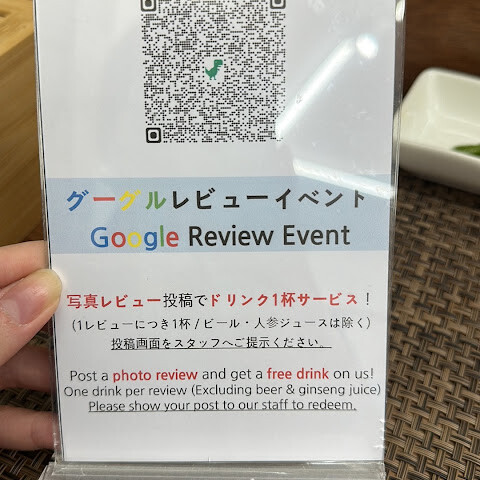 グーグルレビューイベント
Google Review Event
写真レビュー投稿でドリンク1杯サービス！
(1レビューにつき1杯 / ビール・人参ジュースは除く)
投稿画面をスタッフへご提示ください。
Post a photo review and get a free drink on us!
One drink per review (Excluding beer & ginseng juice)
Please show your post to our staff to redeem.